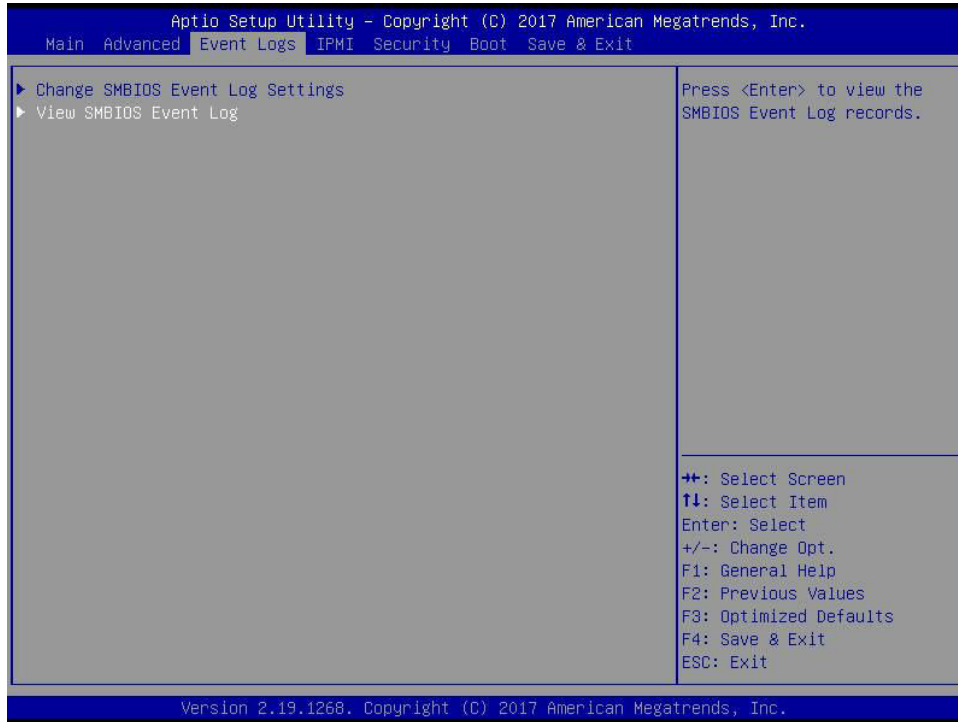 Aptio Setup Utility – Copyright (C) 2017 American Megatrends, Inc.
Main Advanced Event Logs IPMI Security Boot Save & Exit
▶ Change SMBIOS Event Log Settings
▶ View SMBIOS Event Log
Press <Enter> to view the
SMBIOS Event Log records.
→←: Select Screen
↑↓: Select Item
Enter: Select
+/-: Change Opt.
F1: General Help
F2: Previous Values
F3: Optimized Defaults
F4: Save & Exit
ESC: Exit
Version 2.19.1268. Copyright (C) 2017 American Megatrends, Inc.